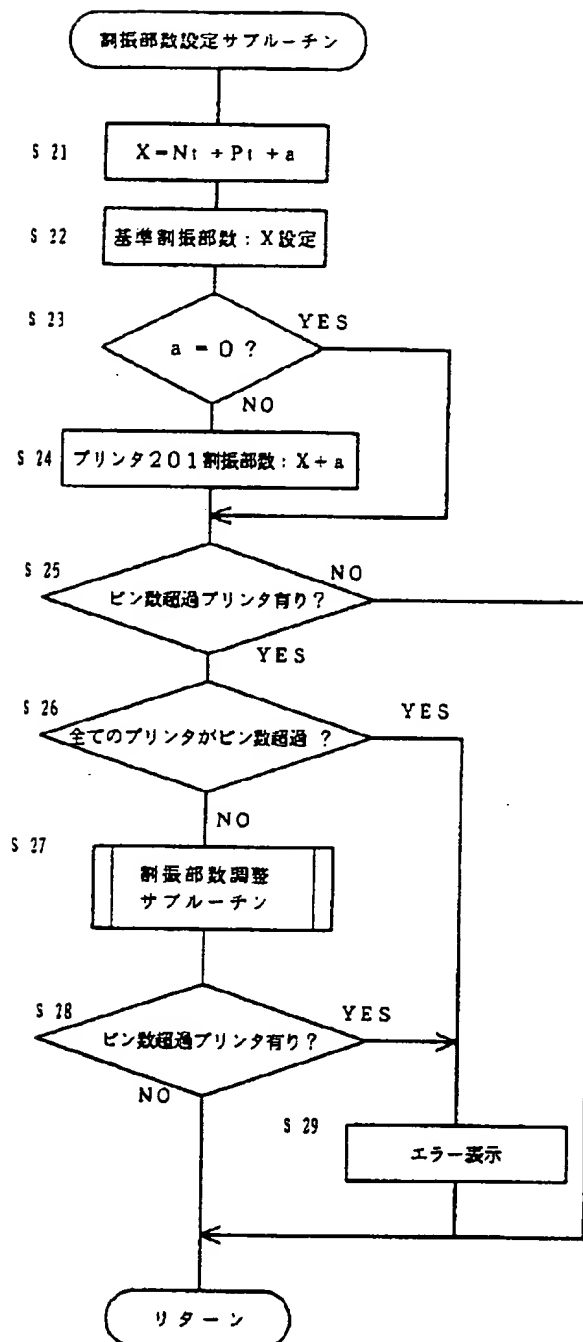 割振部数設定サブルーチン
S 21
X=Nt÷Pt+a
S 22
基準割振部数:X設定
S 23
YES
a = 0 ?
NO
S 24
プリンタ201割振部数:X+a
S 25
NO
ビン数超過プリンタ有り?
YES
S 26
YES
全てのプリンタがビン数超過 ?
NO
S 27
割振部数調整
サブルーチン
S 28
YES
ビン数超過プリンタ有り?
NO
S 29
エラー表示
リターン